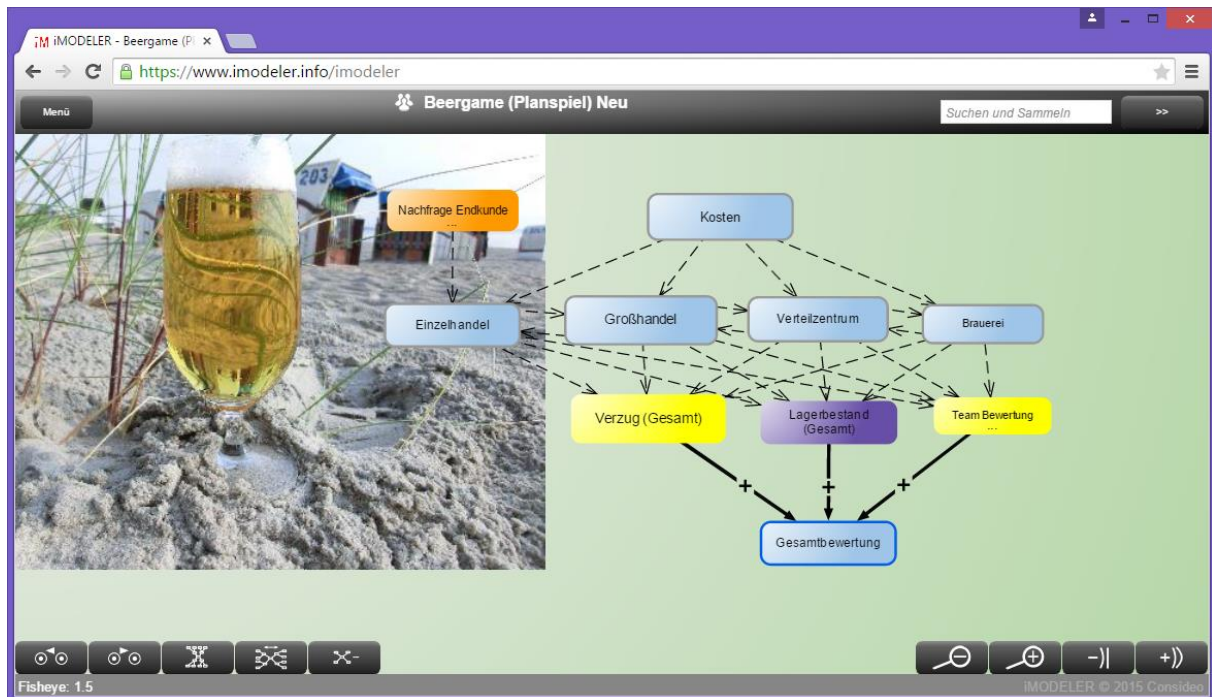 iMODELER - Beergame (Pl
https://www.imodeler.info/imodeler
Menü
Beergame (Planspiel) Neu
Suchen und Sammeln
>>
203
Nachfrage Endkunde
...
Kosten
Einzelhandel
Großhandel
Verteilzentrum
Brauerei
Verzug (Gesamt)
Lagerbestand
(Gesamt)
Team Bewertung
...
+
+
+
Gesamtbewertung
-)|
+))
Fisheye: 1.5
iMODELER © 2015 Consideo